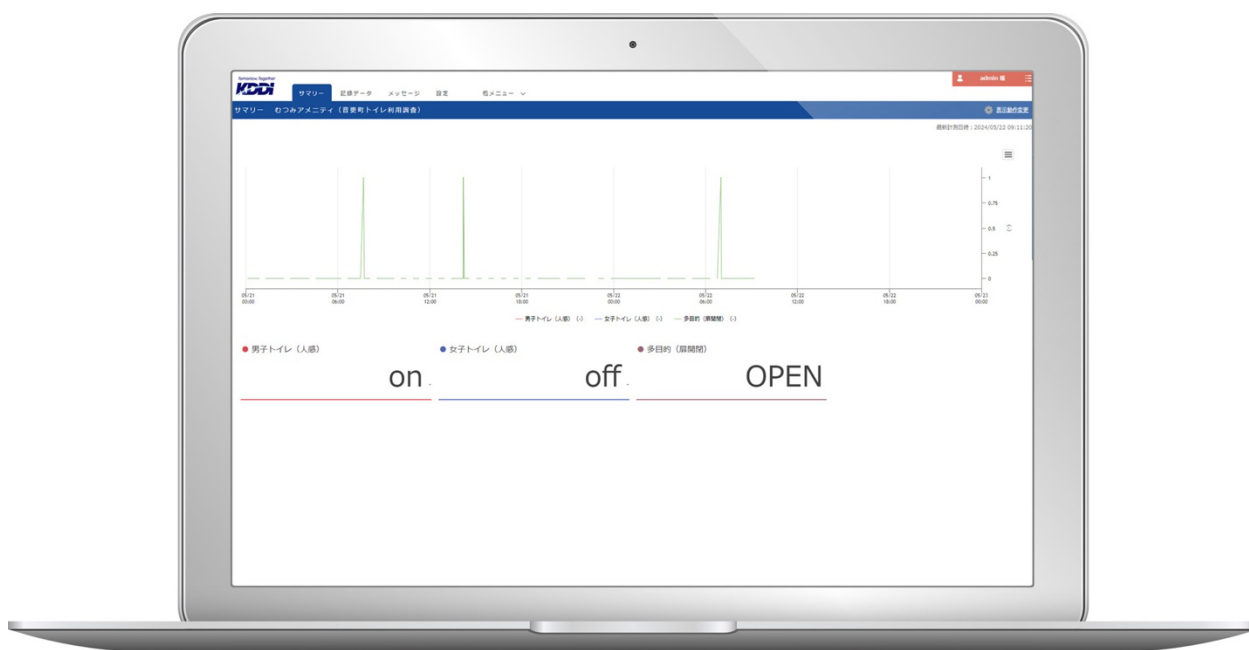 Tomorrow Together
KDDI
サマリー 記録データ メッセージ 設定 他メニュー
admin 様
サマリー むつみアメニティ(音更町トイレ利用調査)
表示動作変更
最新計測日時:2024/05/22 09:11:20
1
0.75
0.5
(-)
0.25
0
05/21 00:00
05/21 06:00
05/21 12:00
05/21 18:00
05/22 00:00
05/22 06:00
05/22 12:00
05/22 18:00
05/23 00:00
男子トイレ(人感) (-) 女子トイレ(人感) (-) 多目的(扉開閉) (-)
男子トイレ(人感)
on -
女子トイレ(人感)
off -
多目的(扉開閉)
OPEN